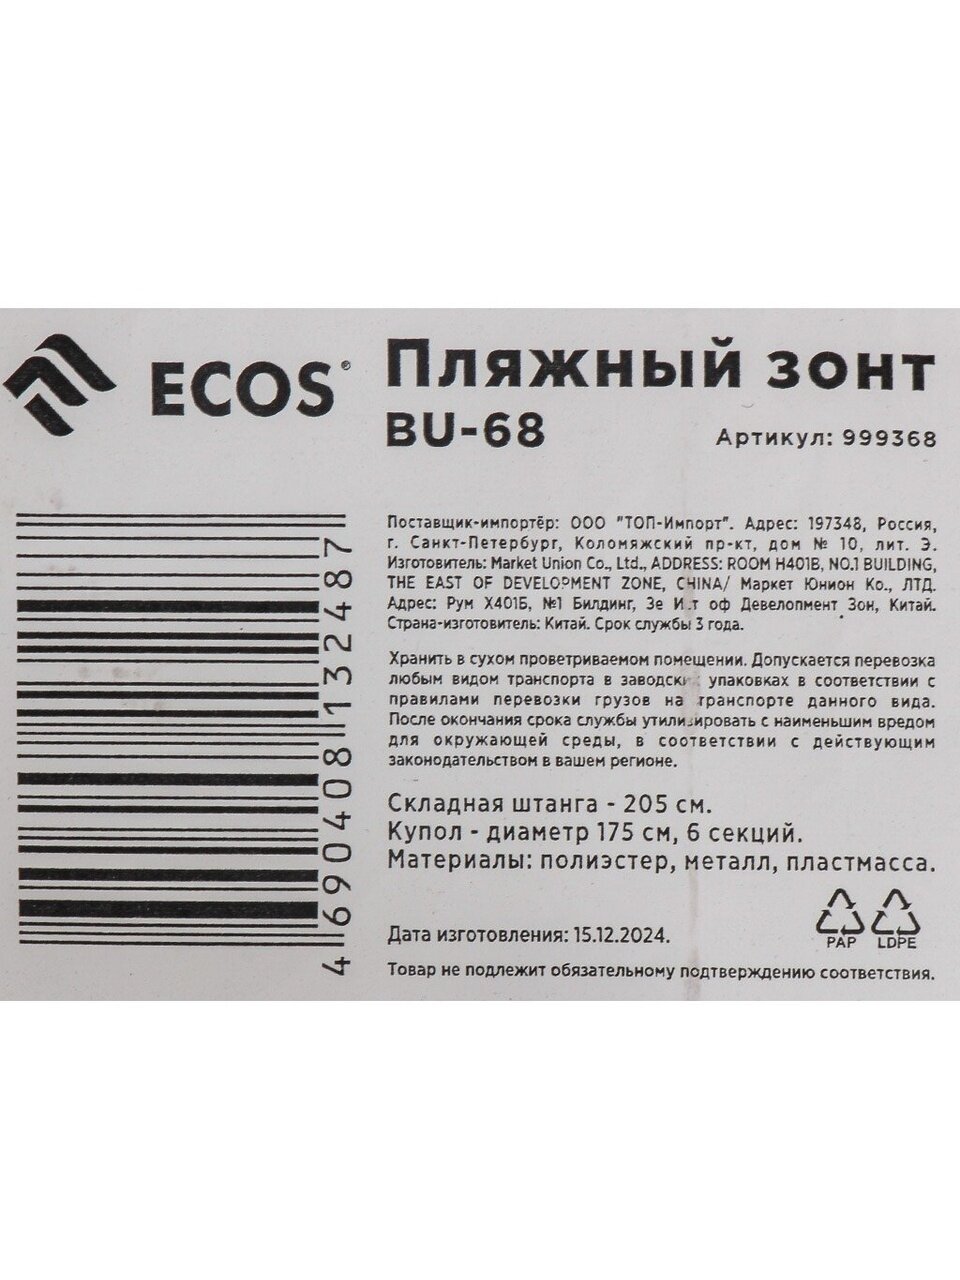 ECOS®
Пляжный зонт
BU-68
Артикул: 999368
4690408132487
Поставщик-импортёр: ООО "ТОП-Импорт". Адрес: 197348, Россия,
г. Санкт-Петербург, Коломяжский пр-кт, дом № 10, лит. Э.
Изготовитель: Market Union Co., Ltd., ADDRESS: ROOM H401B, NO.1 BUILDING,
THE EAST OF DEVELOPMENT ZONE, CHINA/ Маркет Юнион Ко., ЛТД.
Адрес: Рум Х401Б, №1 Билдинг, Зе Ист оф Девелопмент Зон, Китай.
Страна-изготовитель: Китай. Срок службы 3 года.
Хранить в сухом проветриваемом помещении. Допускается перевозка
любым видом транспорта в заводских упаковках в соответствии с
правилами перевозки грузов на транспорте данного вида.
После окончания срока службы утилизировать с наименьшим вредом
для окружающей среды, в соответствии с действующим
законодательством в вашем регионе.
Складная штанга - 205 см.
Купол - диаметр 175 см, 6 секций.
Материалы: полиэстер, металл, пластмасса.
Дата изготовления: 15.12.2024.
PAP LDPE
Товар не подлежит обязательному подтверждению соответствия.